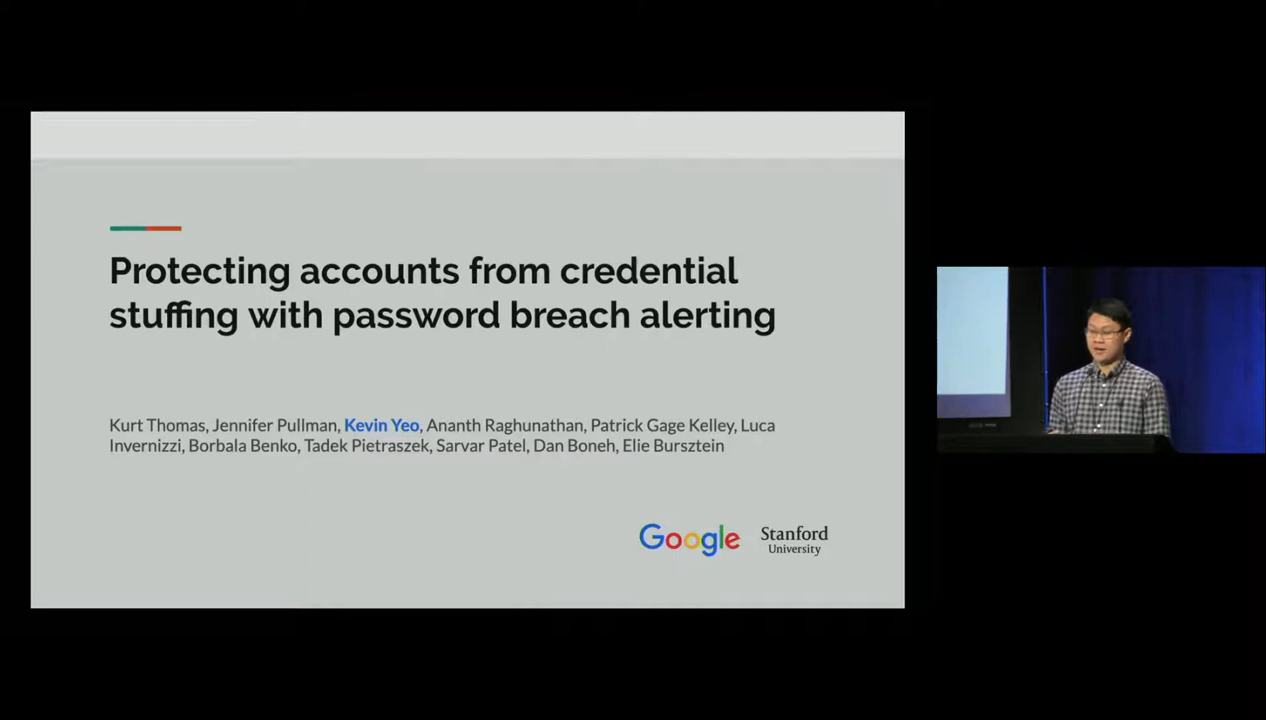 Protecting accounts from credential
stuffing with password breach alerting
Kurt Thomas, Jennifer Pullman, Kevin Yeo, Ananth Raghunathan, Patrick Gage Kelley, Luca
Invernizzi, Borbala Benko, Tadek Pietraszek, Sarvar Patel, Dan Boneh, Elie Bursztein
Google
Stanford
University